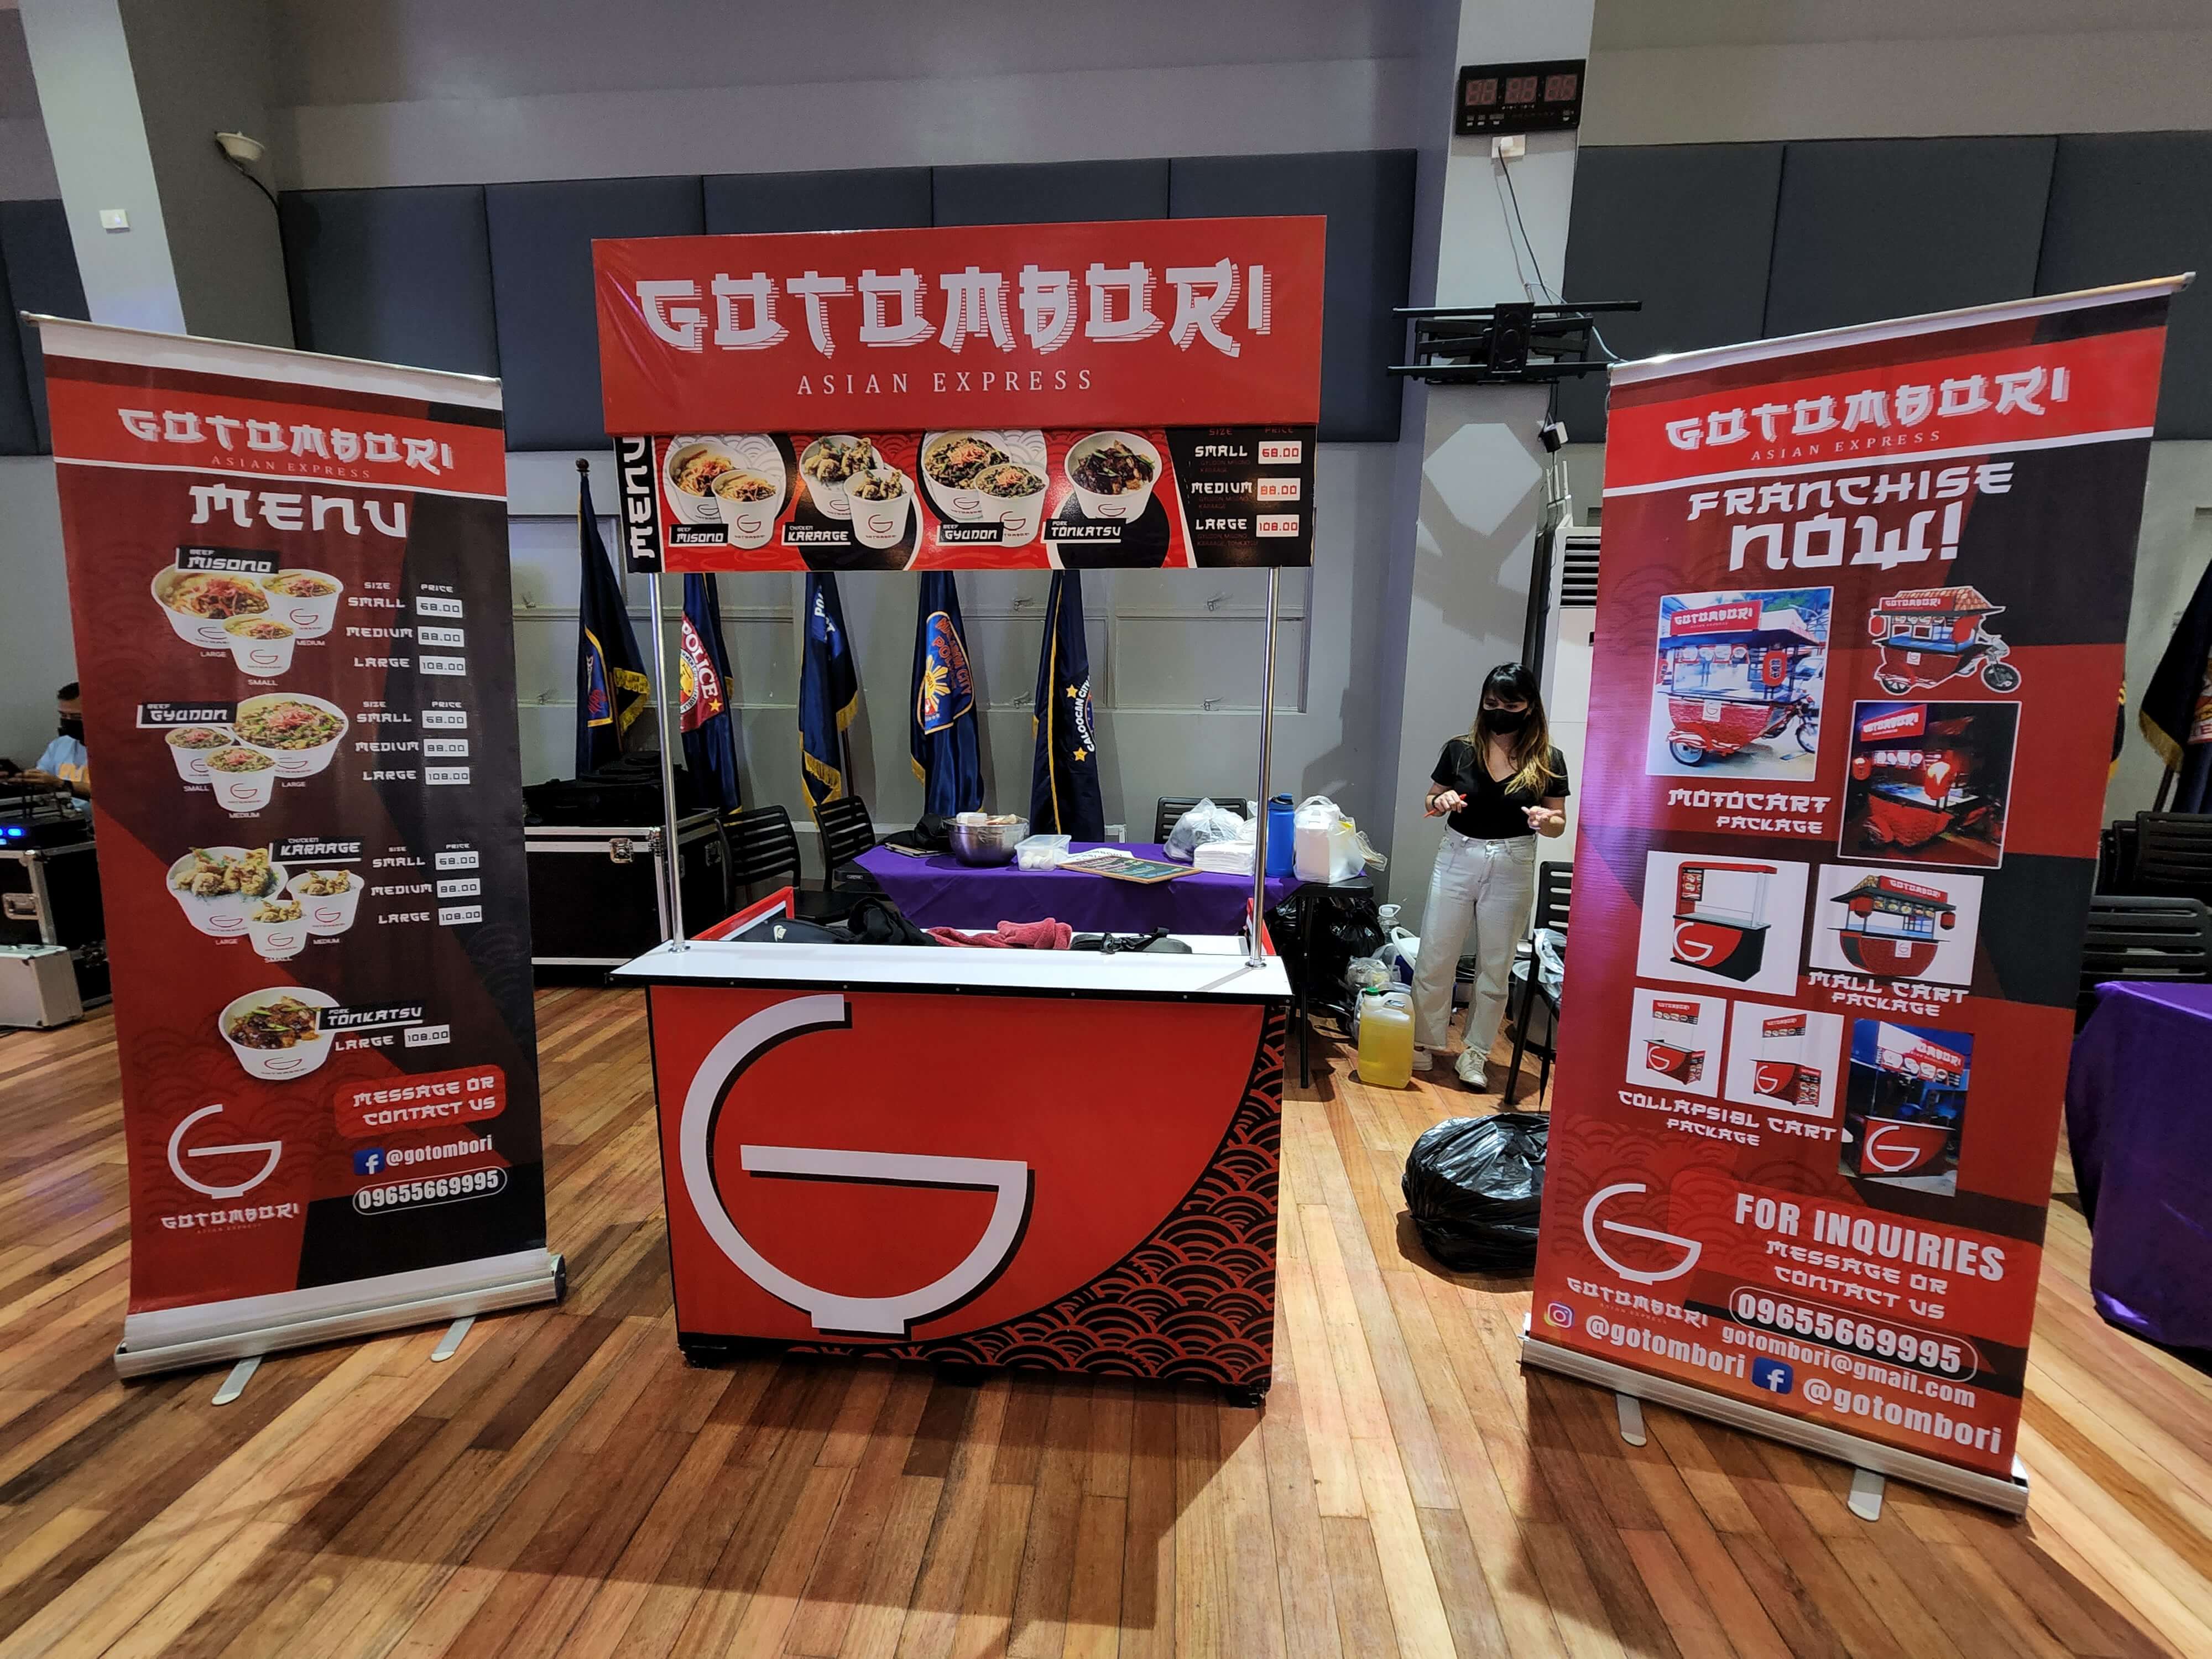 GOTOMBORI
ASIAN EXPRESS
MENU
BEEF
MISONO
SIZE PRICE
SMALL 68.00
MEDIUM 88.00
LARGE 108.00
LARGE
MEDIUM
SMALL
BEEF
GYUDON
SIZE PRICE
SMALL 68.00
MEDIUM 88.00
LARGE 108.00
SMALL
LARGE
MEDIUM
CHICKEN
KARAAGE
SIZE PRICE
SMALL 68.00
MEDIUM 88.00
LARGE 108.00
LARGE
MEDIUM
SMALL
PORK
TONKATSU
LARGE 108.00
MESSAGE OR
CONTACT US
@gotombori
09655669995
GOTOMBORI
ASIAN EXPRESS
GOTOMBORI
ASIAN EXPRESS
MENU
BEEF
MISONO
CHICKEN
KARAAGE
BEEF
GYUDON
PORK
TONKATSU
SIZE PRICE
SMALL 68.00
MEDIUM 88.00
LARGE 108.00
POLICE
CALOOCAN CITY
GOTOMBORI
ASIAN EXPRESS
FRANCHISE
NOW!
MOTOCART
PACKAGE
MALL CART
PACKAGE
COLLAPSIBL CART
PACKAGE
GOTOMBORI
ASIAN EXPRESS
FOR INQUIRIES
MESSAGE OR
CONTACT US
09655669995
gotombori@gmail.com
@gotombori
@gotombori